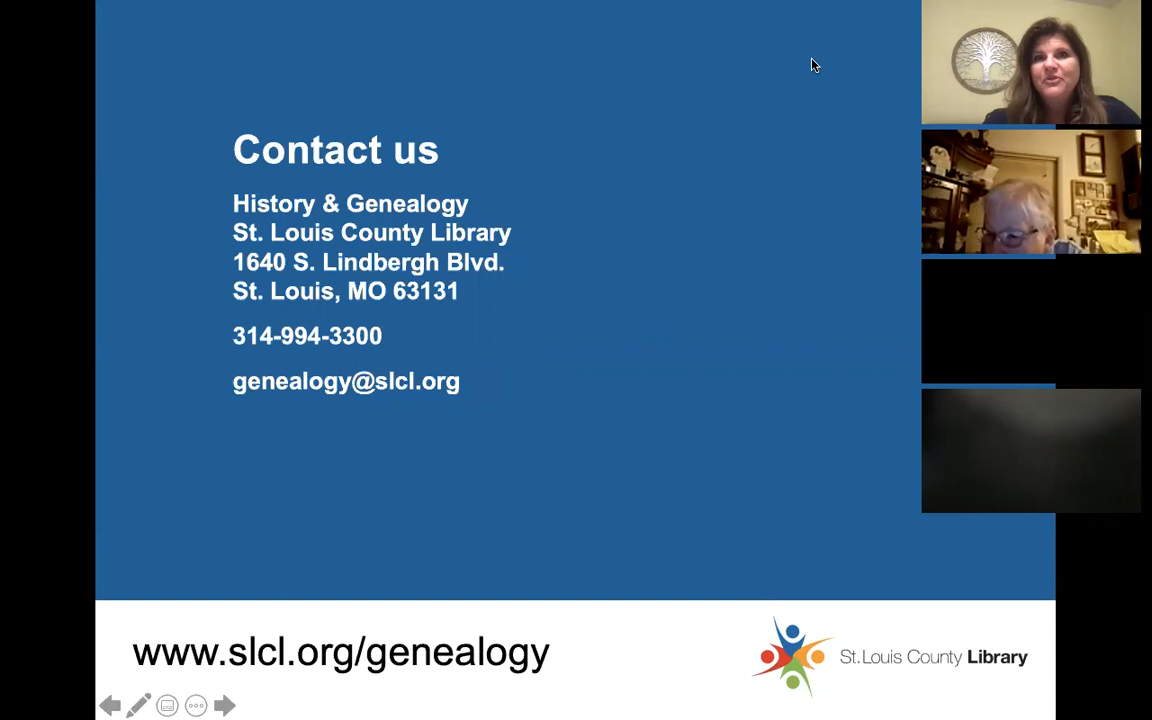 Contact us
History & Genealogy
St. Louis County Library
1640 S. Lindbergh Blvd.
St. Louis, MO 63131
314-994-3300
genealogy@slcl.org
www.slcl.org/genealogy
St. Louis County Library